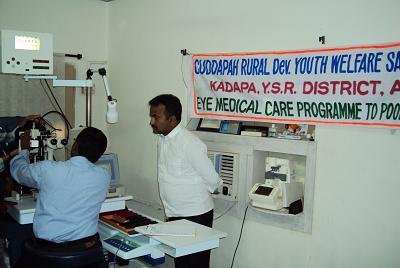 CUDDAPAH RURAL Dev. YOUTH WELFARE SA
KADAPA, Y.S.R. DISTRICT, A
EYE MEDICAL CARE PROGRAMME TO POO